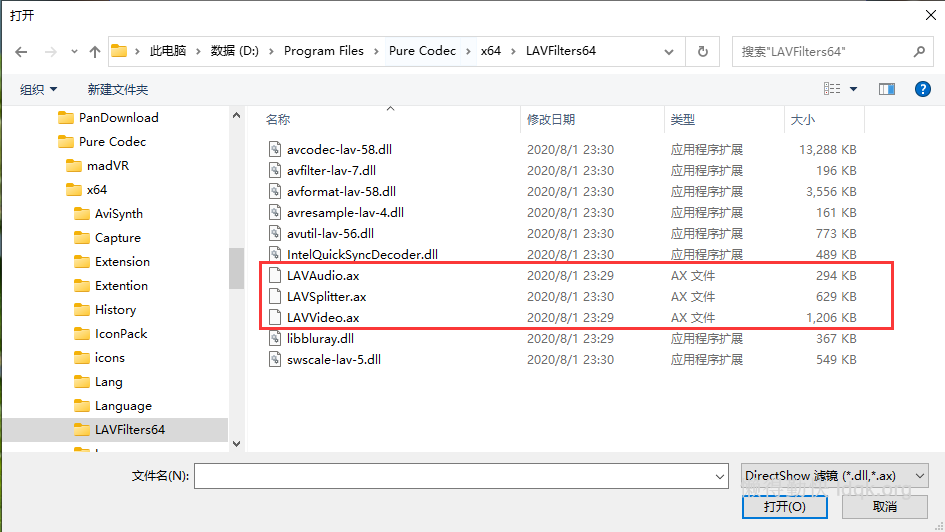 打开
此电脑 › 数据 (D:) › Program Files › Pure Codec › x64 › LAVFilters64
搜索"LAVFilters64"
组织 新建文件夹
PanDownload
Pure Codec
madVR
x64
AviSynth
Capture
Extension
Extention
History
IconPack
icons
Lang
Language
LAVFilters64
名称 修改日期 类型 大小
avcodec-lav-58.dll 2020/8/1 23:30 应用程序扩展 13,288 KB
avfilter-lav-7.dll 2020/8/1 23:30 应用程序扩展 196 KB
avformat-lav-58.dll 2020/8/1 23:30 应用程序扩展 3,556 KB
avresample-lav-4.dll 2020/8/1 23:30 应用程序扩展 161 KB
avutil-lav-56.dll 2020/8/1 23:30 应用程序扩展 773 KB
IntelQuickSyncDecoder.dll 2020/8/1 23:30 应用程序扩展 489 KB
LAVAudio.ax 2020/8/1 23:29 AX 文件 294 KB
LAVSplitter.ax 2020/8/1 23:30 AX 文件 629 KB
LAVVideo.ax 2020/8/1 23:29 AX 文件 1,206 KB
libbluray.dll 2020/8/1 23:29 应用程序扩展 367 KB
swscale-lav-5.dll 2020/8/1 23:30 应用程序扩展 549 KB
文件名(N):
DirectShow 滤镜 (*.dll,*.ax)
打开(O) 取消